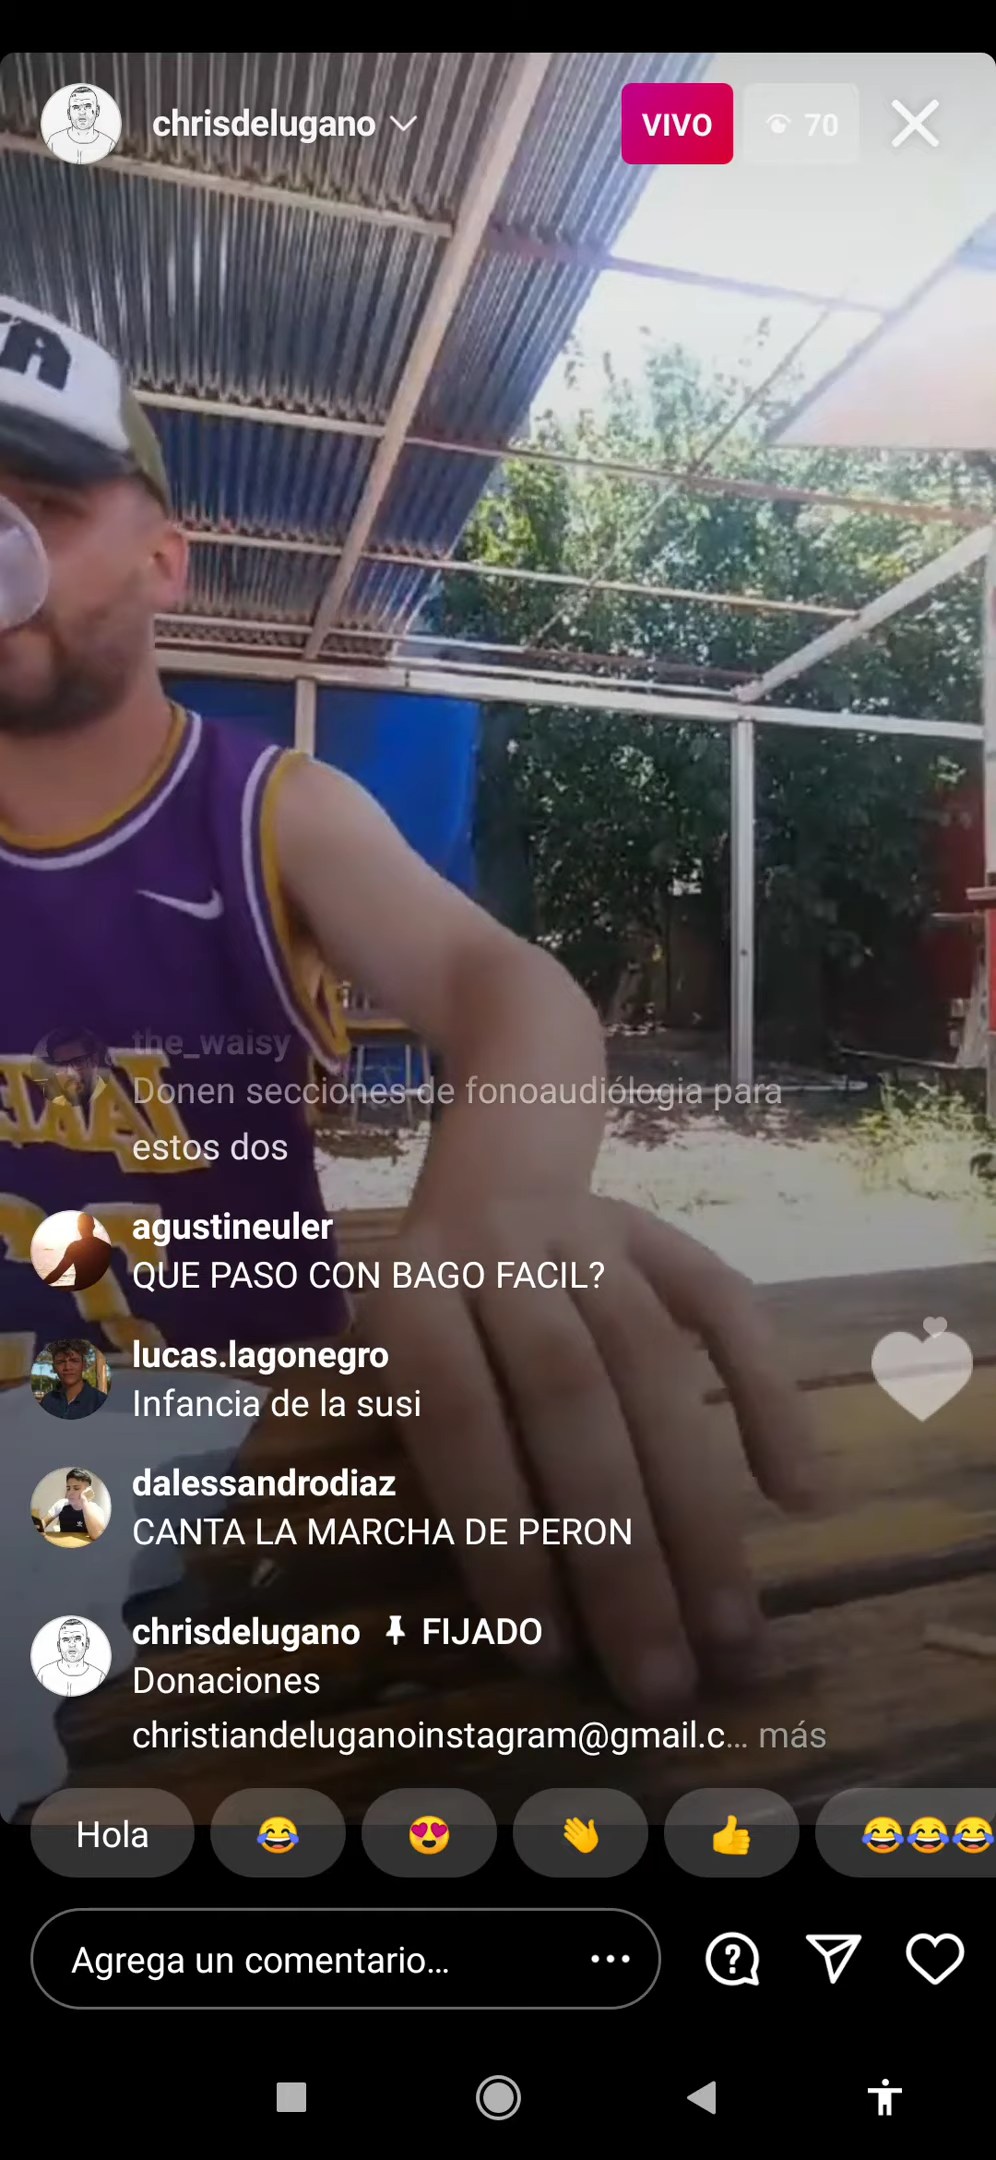 chrisdelugano
VIVO
70
the_waisy
Donen secciones de fonoaudiólogia para
estos dos
agustineuler
QUE PASO CON BAGO FACIL?
lucas.lagonegro
Infancia de la susi
dalessandrodiaz
CANTA LA MARCHA DE PERON
chrisdelugano FIJADO
Donaciones
christiandeluganoinstagram@gmail.c... más
Hola
Agrega un comentario...